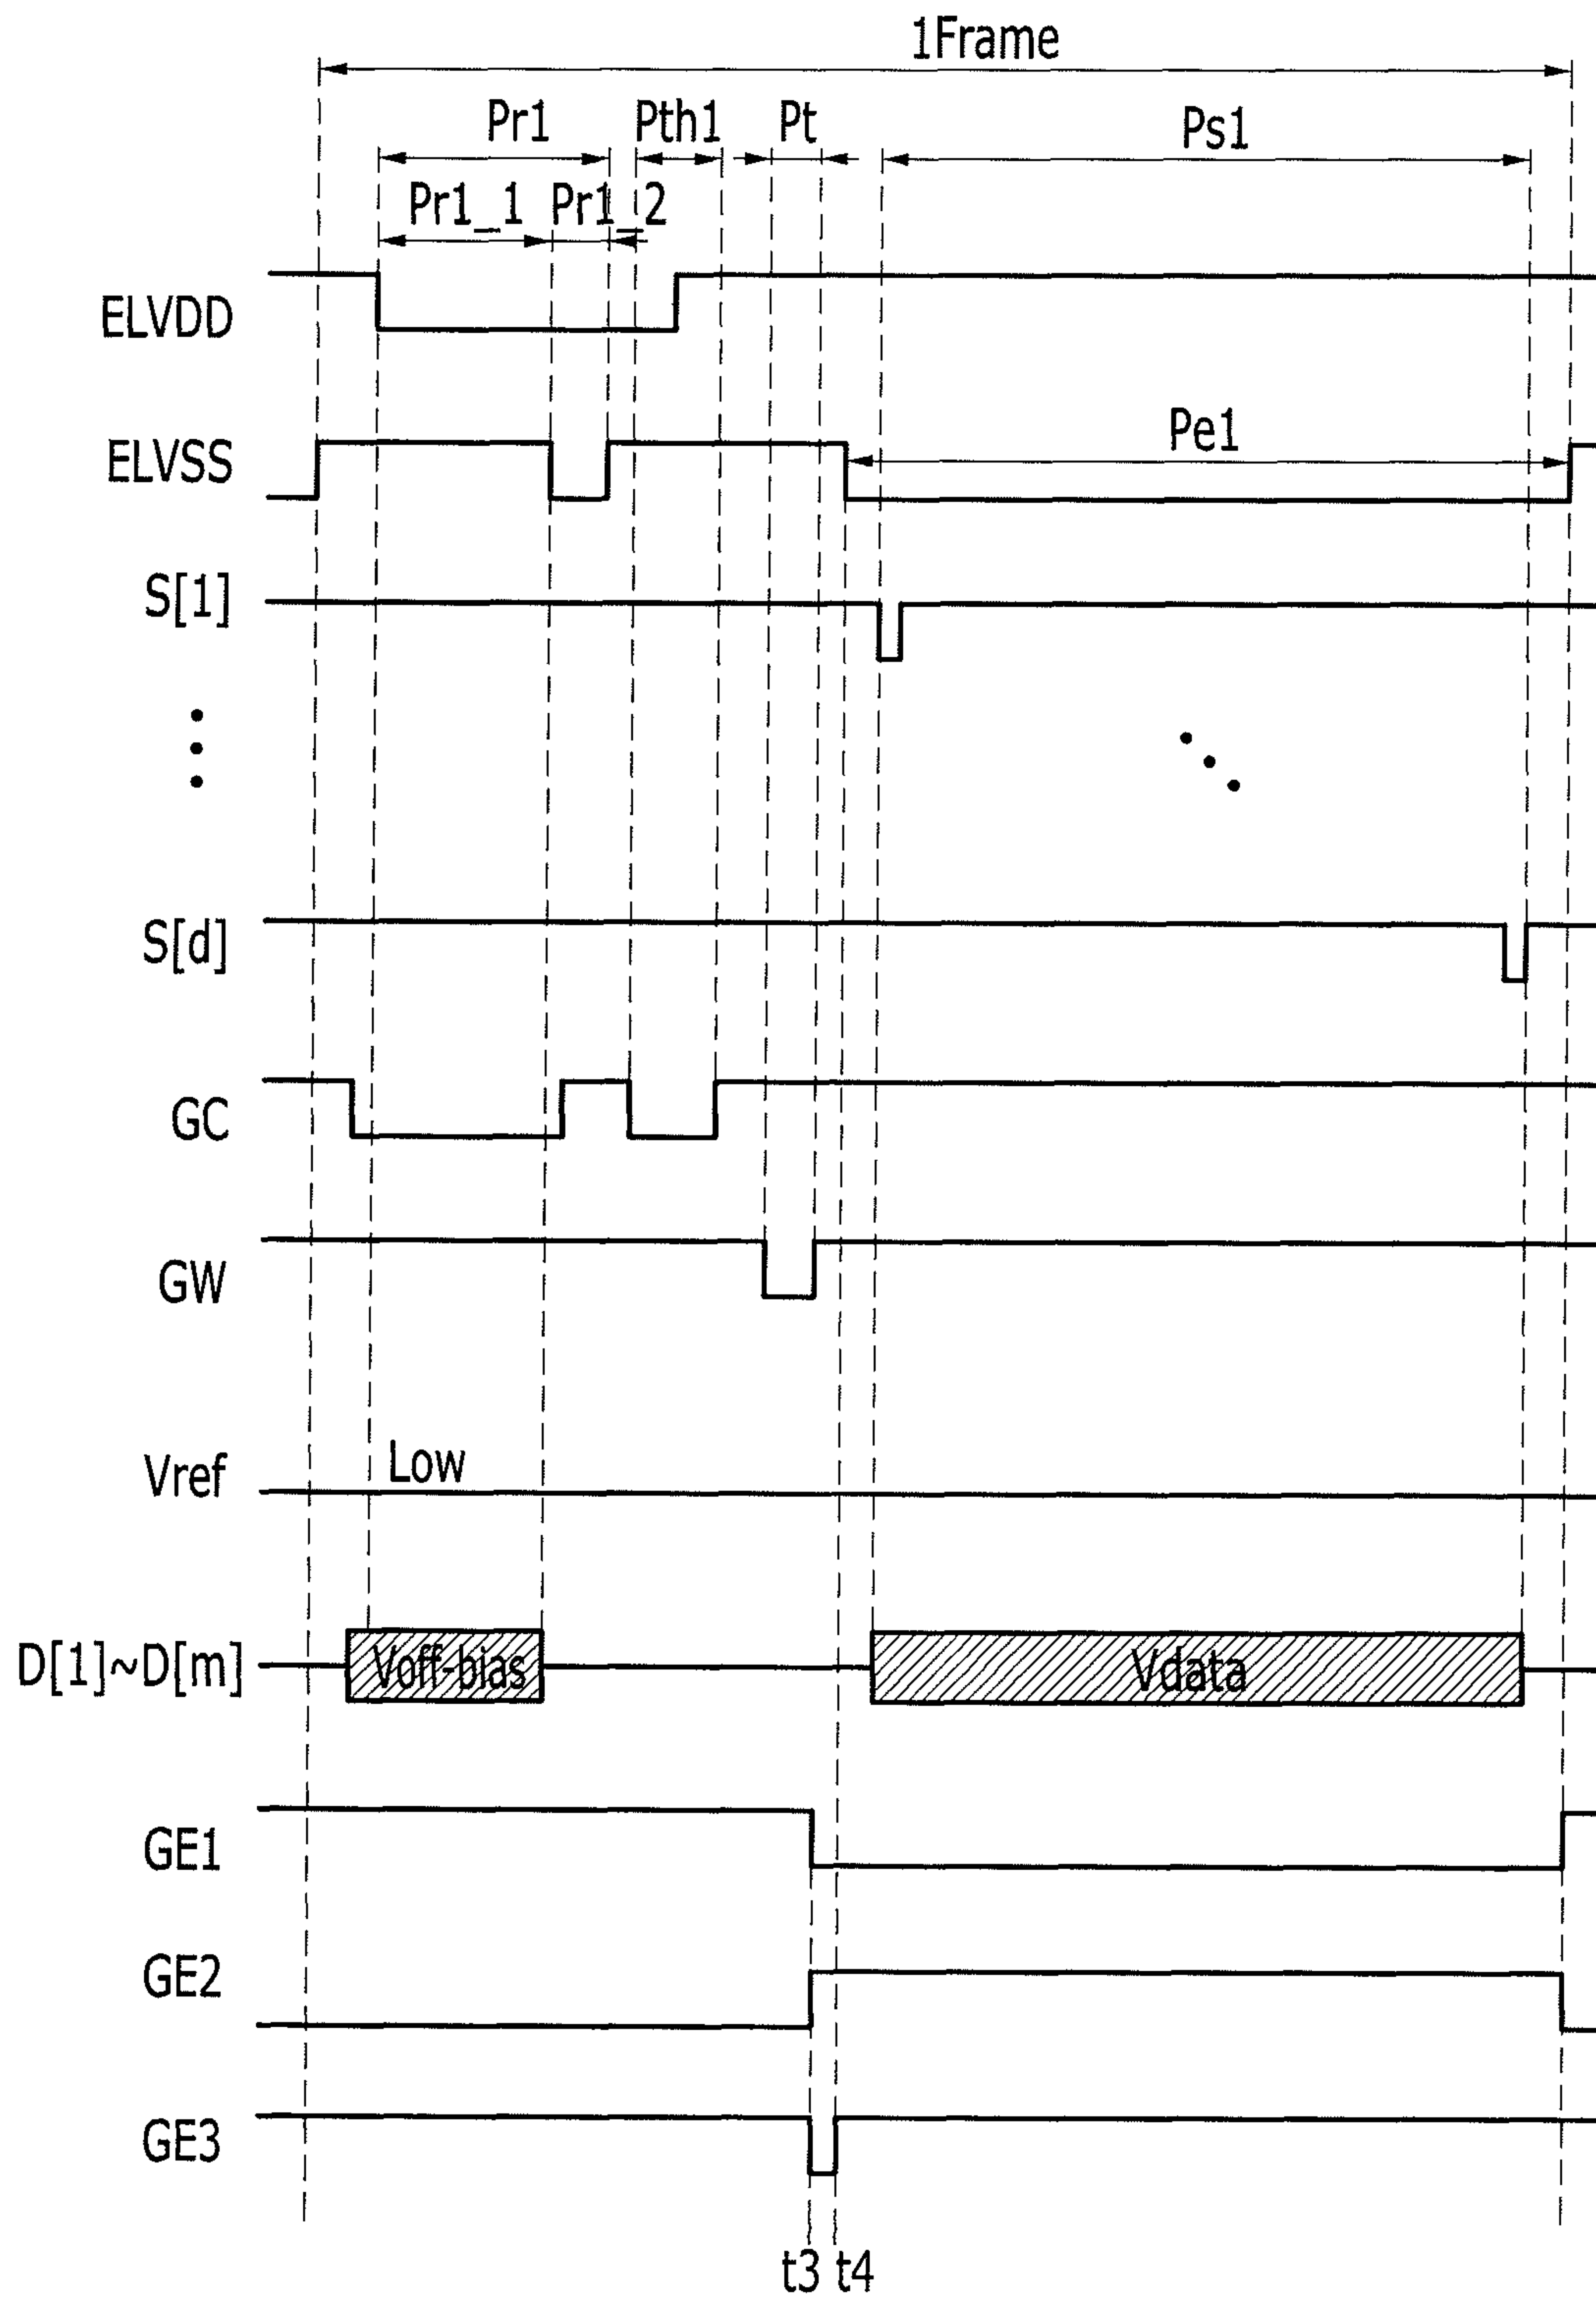 1Frame
Pr1 Pth1 Pt Ps1
Pr1_1 Pr1_2
ELVDD
ELVSS Pe1
S[1]
S[d]
GC
GW
Vref Low
D[1]~D[m] Voff-bias Vdata
GE1
GE2
GE3
t3 t4